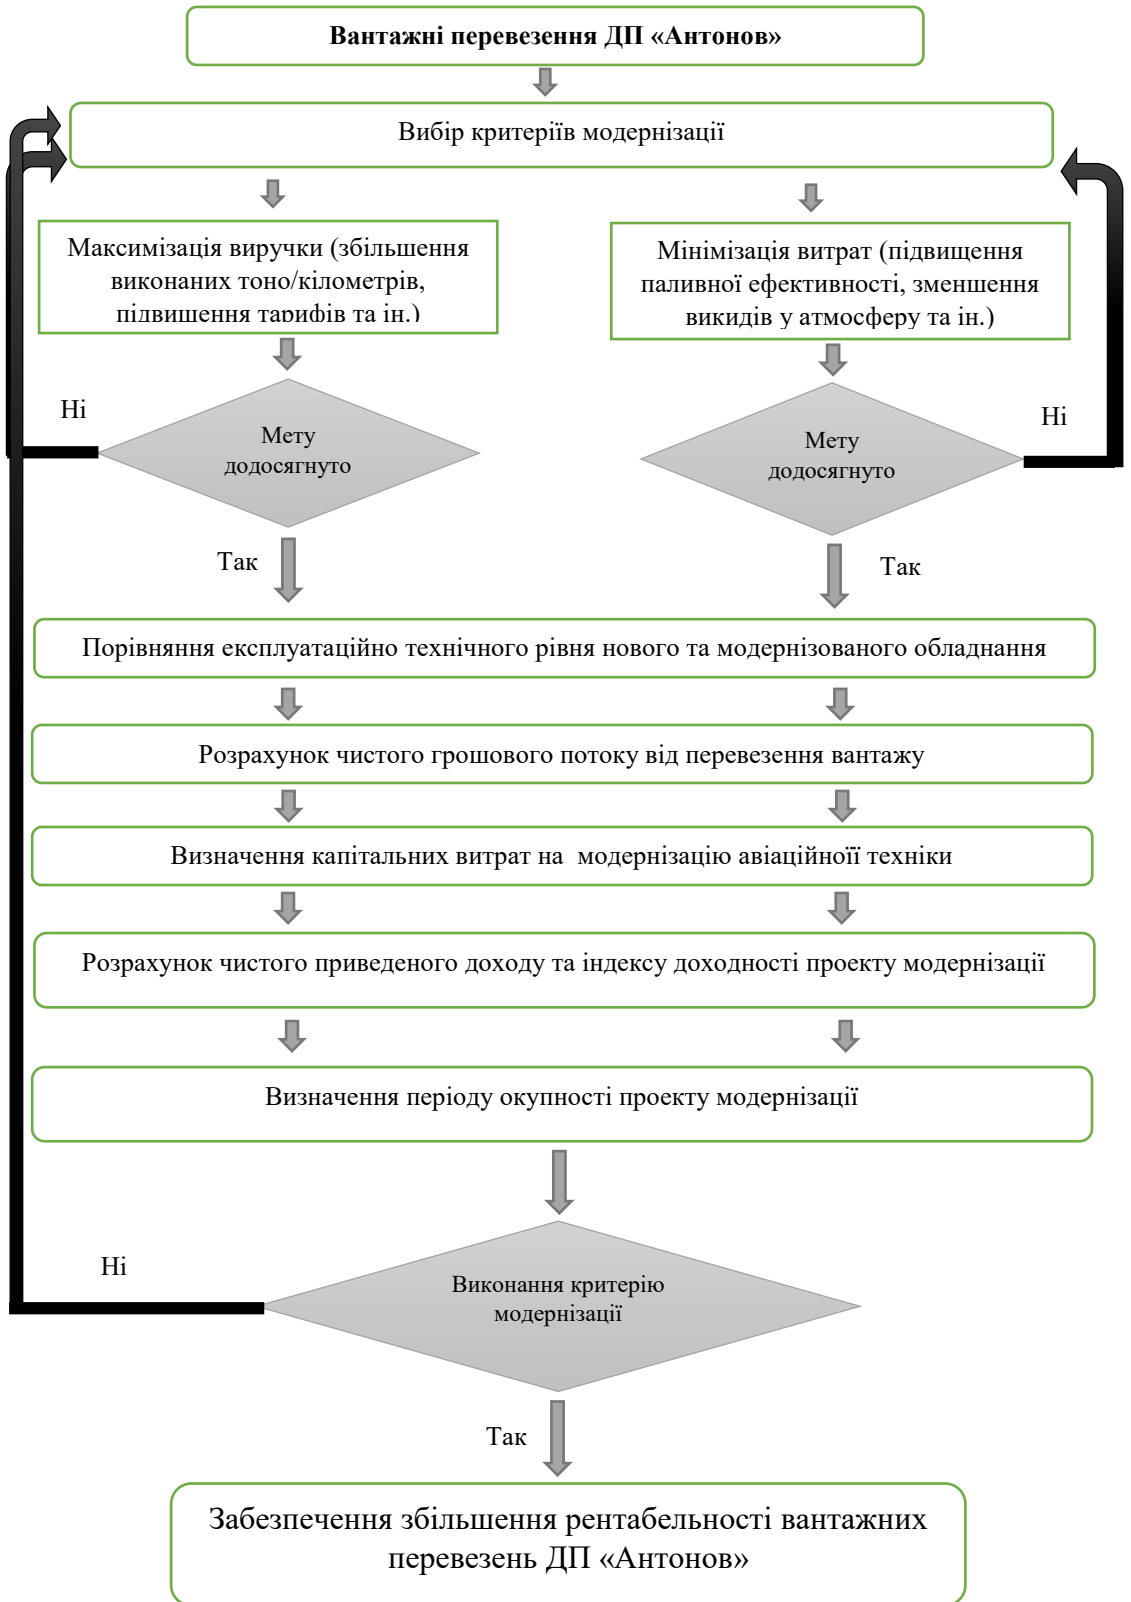 Вантажні перевезення ДП «Антонов»
Вибір критеріїв модернізації
Максимізація виручки (збільшення
виконаних тоно/кілометрів,
підвищення тарифів та ін.)
Мінімізація витрат (підвищення
паливної ефективності, зменшення
викидів у атмосферу та ін.)
Ні
Мету
додосягнуто
Ні
Мету
додосягнуто
Так
Так
Порівняння експлуатаційно технічного рівня нового та модернізованого обладнання
Розрахунок чистого грошового потоку від перевезення вантажу
Визначення капітальних витрат на модернізацію авіаційноїї техніки
Розрахунок чистого приведеного доходу та індексу доходності проекту модернізації
Визначення періоду окупності проекту модернізації
Ні
Виконання критерію
модернізації
Так
Забезпечення збільшення рентабельності вантажних
перевезень ДП «Антонов»